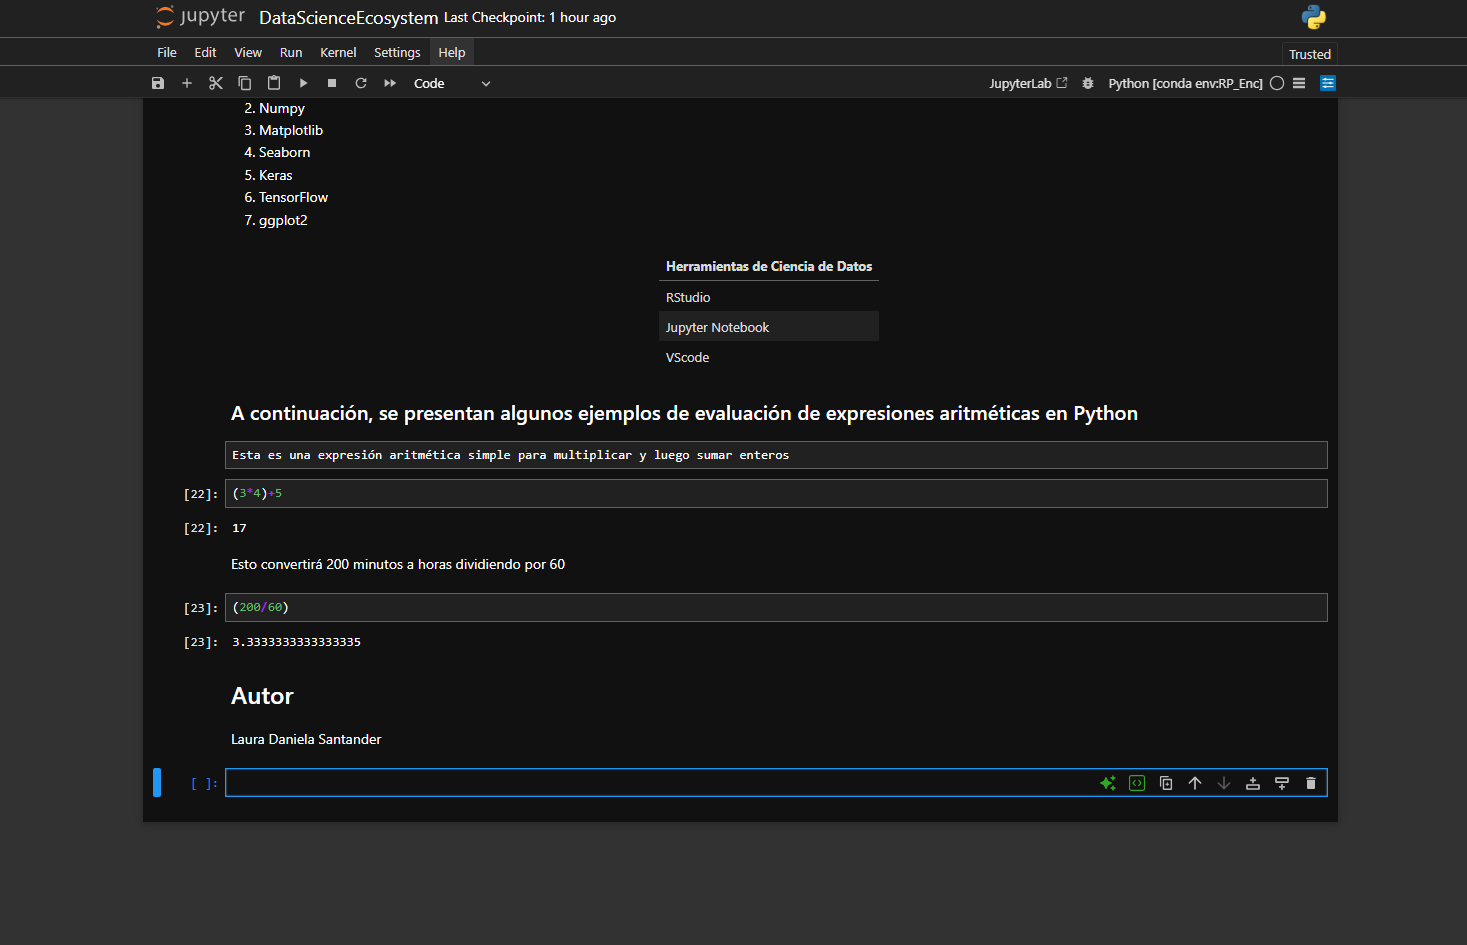 jupyter DataScienceEcosystem Last Checkpoint: 1 hour ago
File Edit View Run Kernel Settings Help Trusted
Code JupyterLab Python [conda env:RP_Enc]
2. Numpy
3. Matplotlib
4. Seaborn
5. Keras
6. TensorFlow
7. ggplot2
Herramientas de Ciencia de Datos
RStudio
Jupyter Notebook
VScode
A continuación, se presentan algunos ejemplos de evaluación de expresiones aritméticas en Python
Esta es una expresión aritmética simple para multiplicar y luego sumar enteros
[22]: (3*4)+5
[22]: 17
Esto convertirá 200 minutos a horas dividiendo por 60
[23]: (200/60)
[23]: 3.3333333333333335
Autor
Laura Daniela Santander
[ ]: